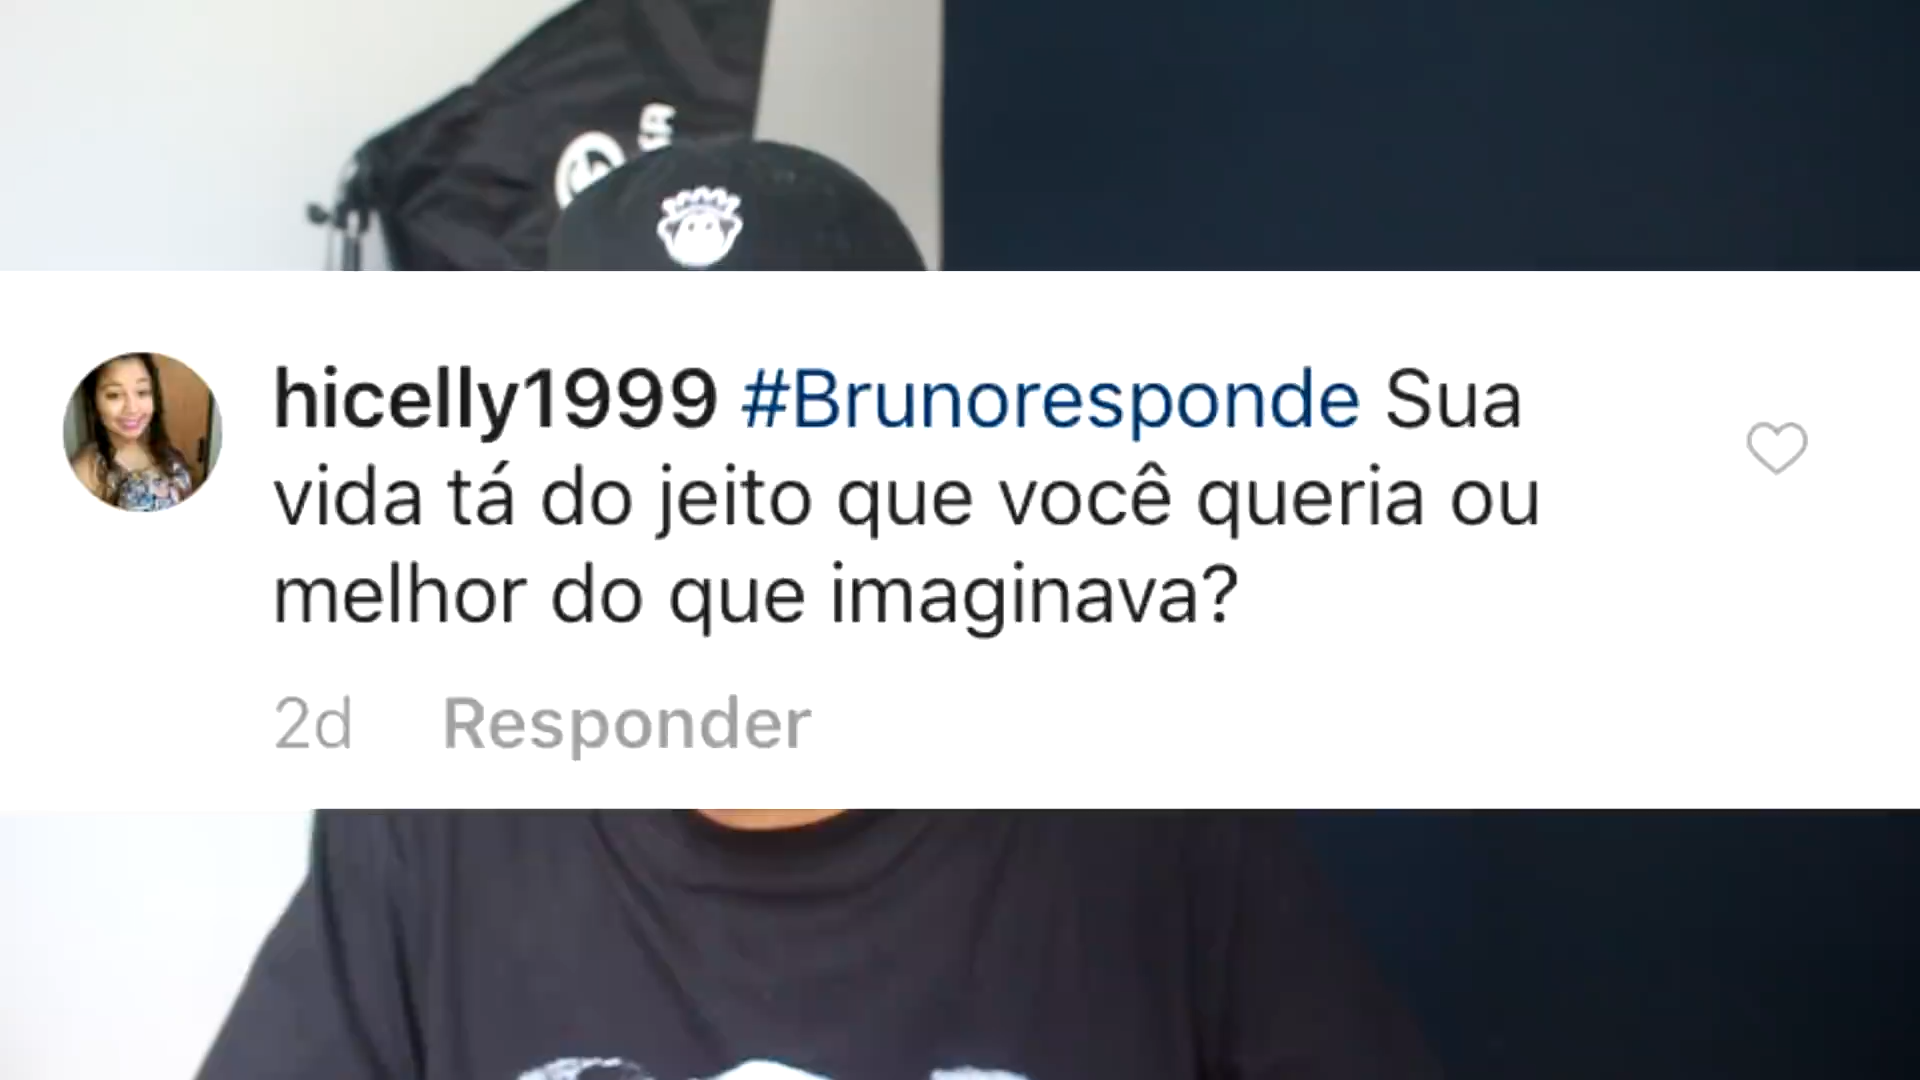 hicelly1999 #Brunoresponde Sua
vida tá do jeito que você queria ou
melhor do que imaginava?
2d Responder